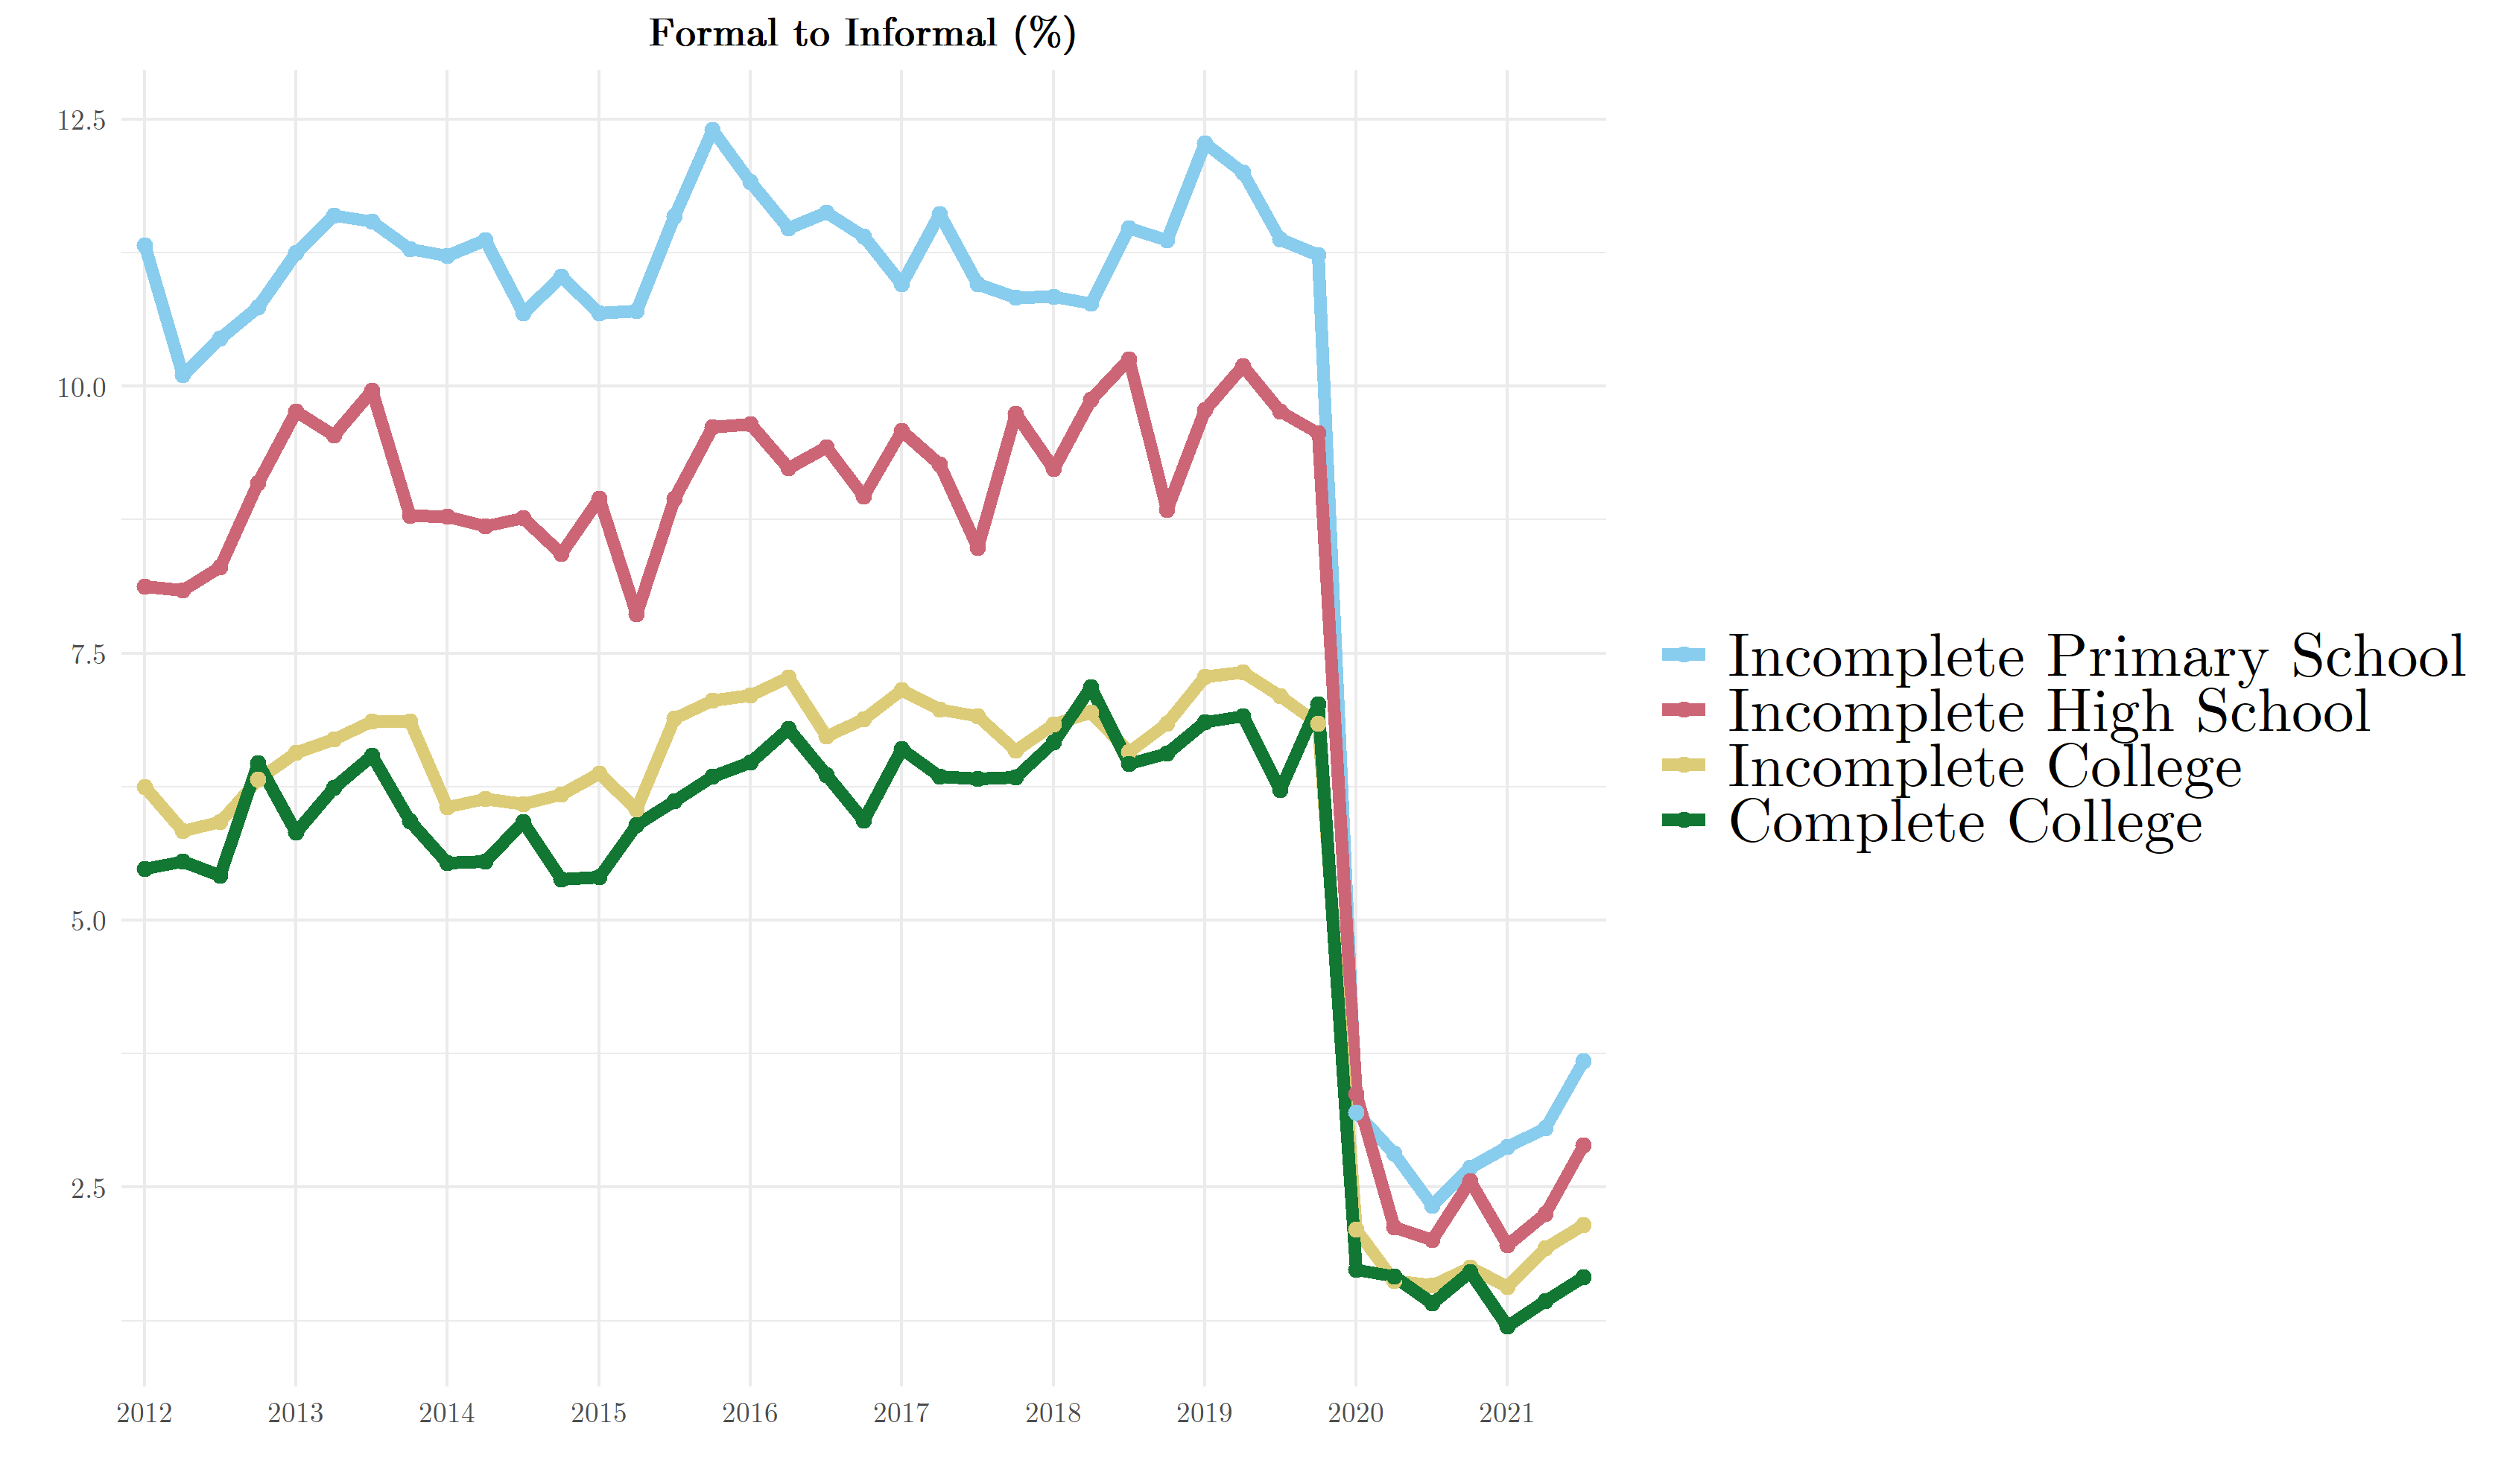 Formal to Informal (%)
12.5
10.0
7.5
5.0
2.5
2012 2013 2014 2015 2016 2017 2018 2019 2020 2021
Incomplete Primary School
Incomplete High School
Incomplete College
Complete College